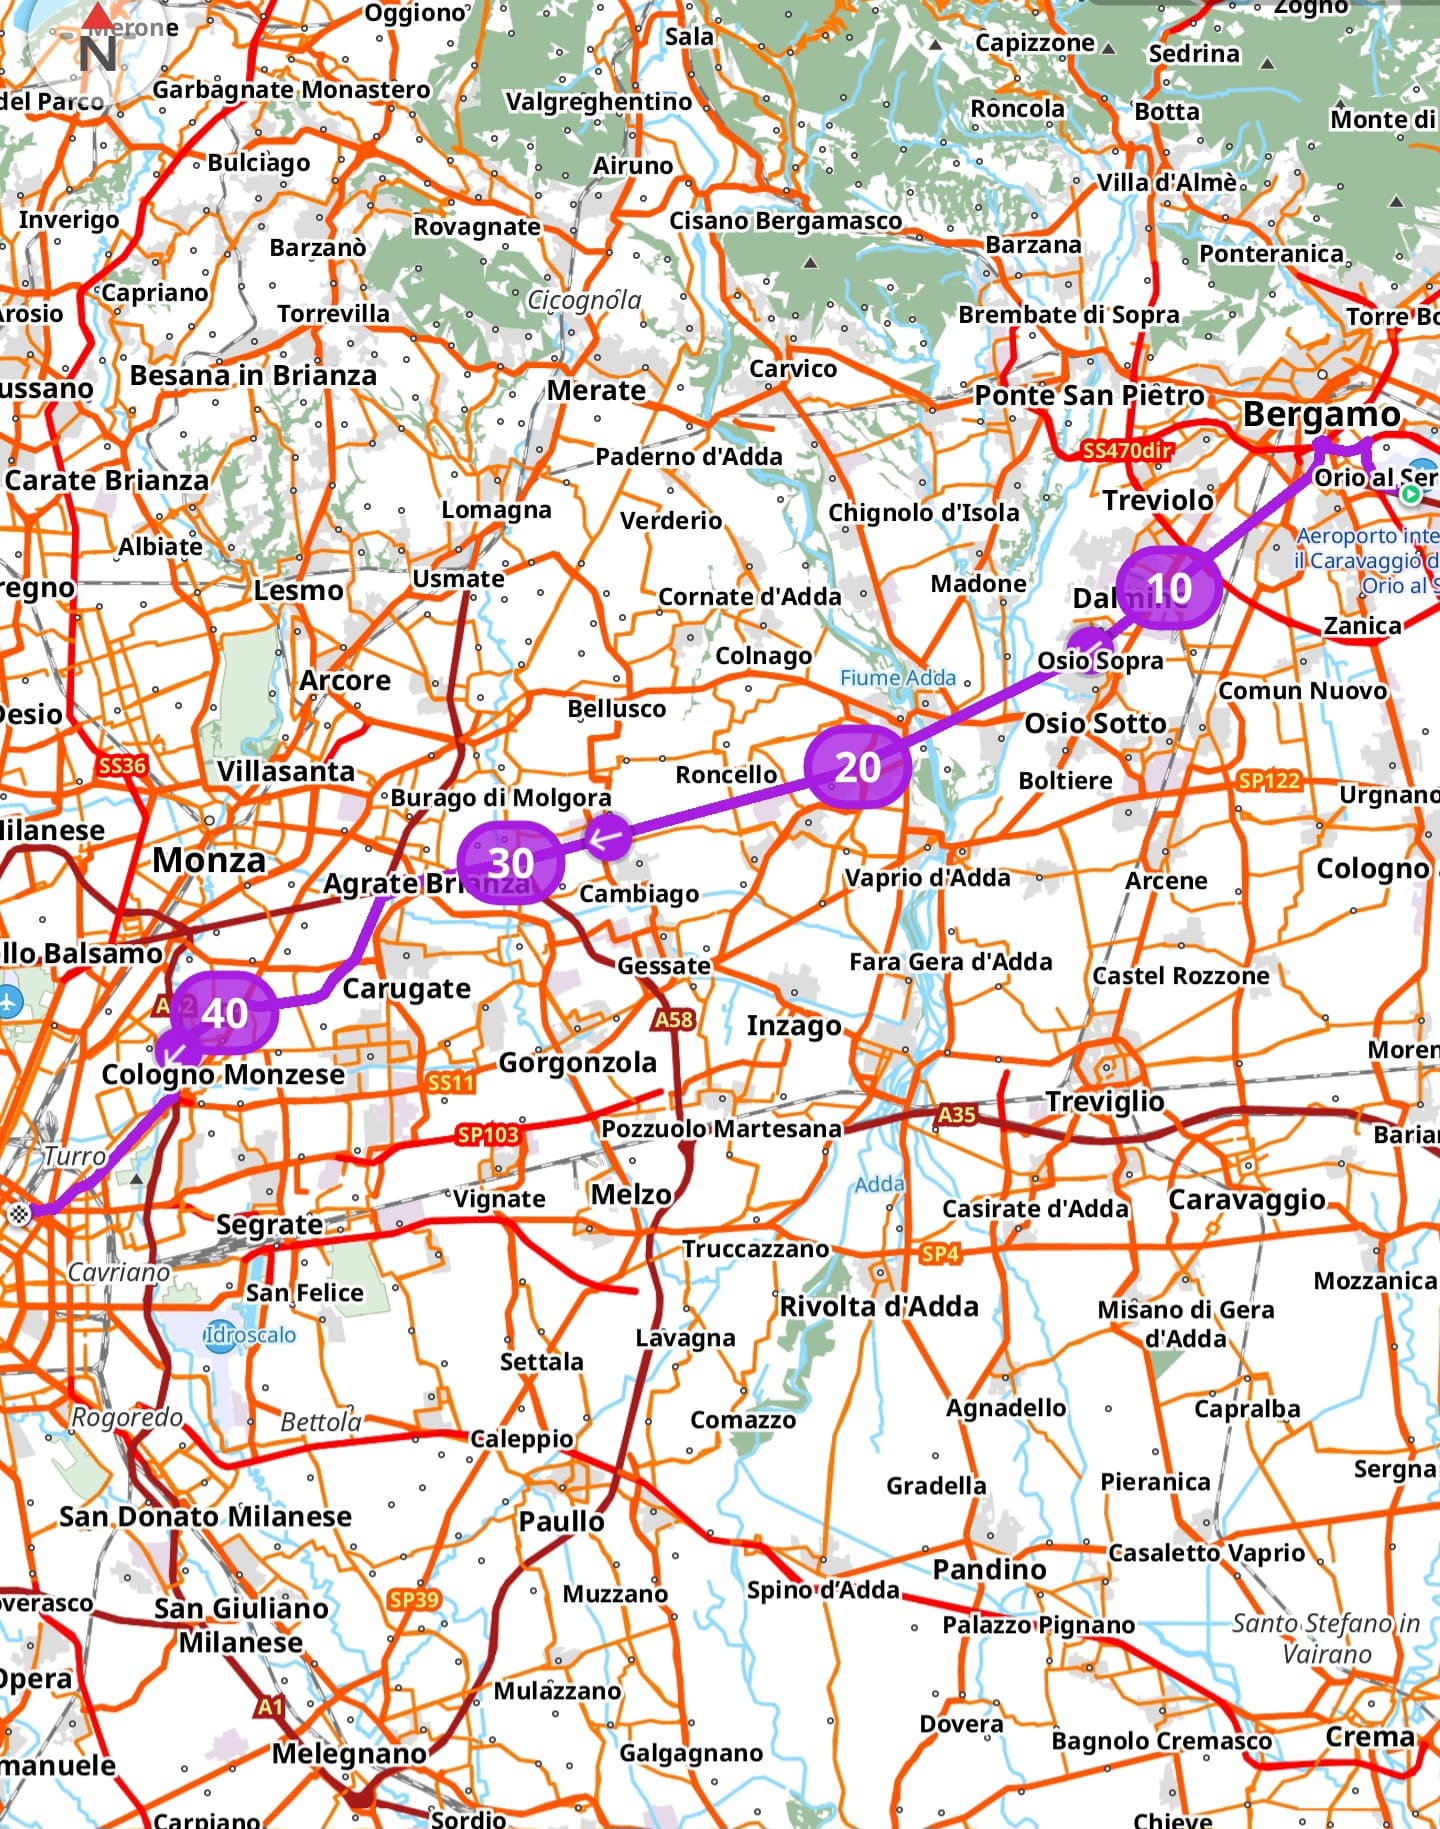 Merone
N
Oggiono
Sala
Capizzone
Zogno
Sedrina
del Parco
Garbagnate Monastero
Valgreghentino
Roncola
Botta
Monte di
Bulciago
Airuno
Villa d'Almè
Inverigo
Barzanò
Rovagnate
Cisano Bergamasco
Barzana
Ponteranica
Capriano
Cicognola
Arosio
Torrevilla
Brembate di Sopra
Torre Bo
ussano
Besana in Brianza
Merate
Carvico
Ponte San Pietro
Bergamo
SS470dir
Carate Brianza
Paderno d'Adda
Orio al Ser
Lomagna
Verderio
Chignolo d'Isola
Treviolo
Albiate
Aeroporto inte
il Caravaggio d
Orio al S
regno
Lesmo
Usmate
Cornate d'Adda
Madone
Dalmine
10
Zanica
Colnago
Osio Sopra
Arcore
Fiume Adda
Comun Nuovo
Desio
Bellusco
Osio Sotto
SS36
Villasanta
Roncello
20
Boltiere
SP122
Urgnano
Burago di Molgora
Milanese
Monza
30
Agrate Brianza
Cambiago
Vaprio d'Adda
Arcene
Cologno
llo Balsamo
Gessate
Fara Gera d'Adda
Castel Rozzone
Carugate
A52
40
A58
Inzago
Cologno Monzese
SS11
Gorgonzola
Moren
Treviglio
A35
SP103
Pozzuolo Martesana
Barian
Turro
Adda
Vignate
Melzo
Casirate d'Adda
Caravaggio
Segrate
Truccazzano
SP4
Cavriano
San Felice
Rivolta d'Adda
Misano di Gera
d'Adda
Mozzanica
Idroscalo
Lavagna
Settala
Rogoredo
Bettola
Comazzo
Agnadello
Capralba
Caleppio
Gradella
Pieranica
Sergna
San Donato Milanese
Paullo
Casaletto Vaprio
Pandino
overasco
SP39
Muzzano
Spino d'Adda
San Giuliano
Milanese
Palazzo Pignano
Santo Stefano in
Vairano
Opera
A1
Mulazzano
Dovera
Bagnolo Cremasco
Crema
manuele
Melegnano
Galgagnano
Carpiano
Sordio
Chieve